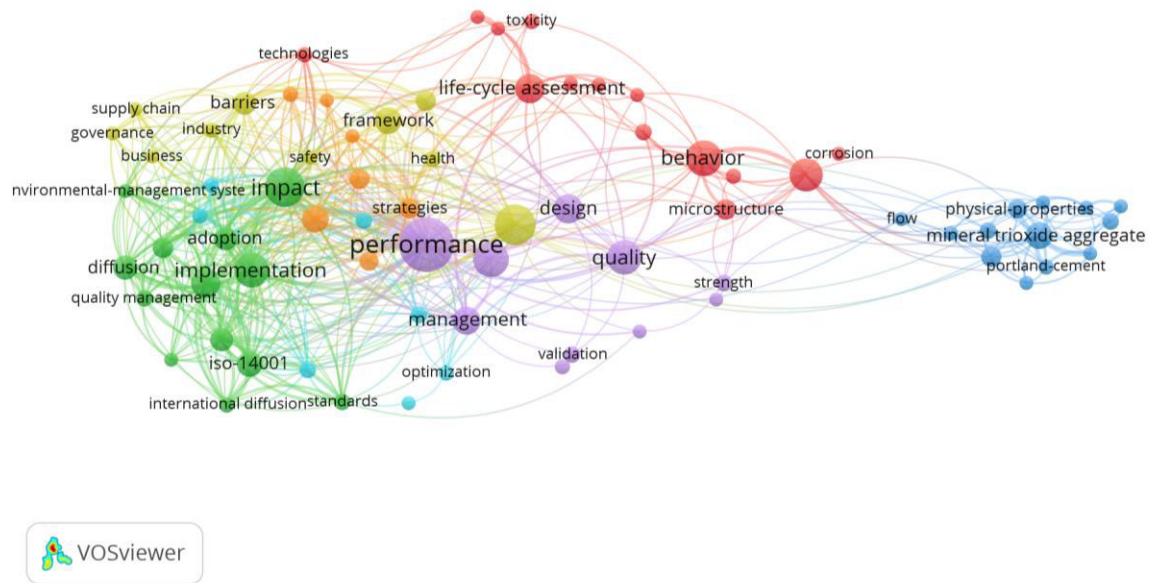 toxicity
technologies
life-cycle assessment
supply chain
barriers
framework
governance
industry
business
safety
health
behavior
corrosion
nvironmental-management syste
impact
strategies
design
microstructure
physical-properties
flow
adoption
performance
mineral trioxide aggregate
diffusion
implementation
quality
portland-cement
quality management
strength
management
iso-14001
optimization
validation
international diffusion
standards
VOSviewer